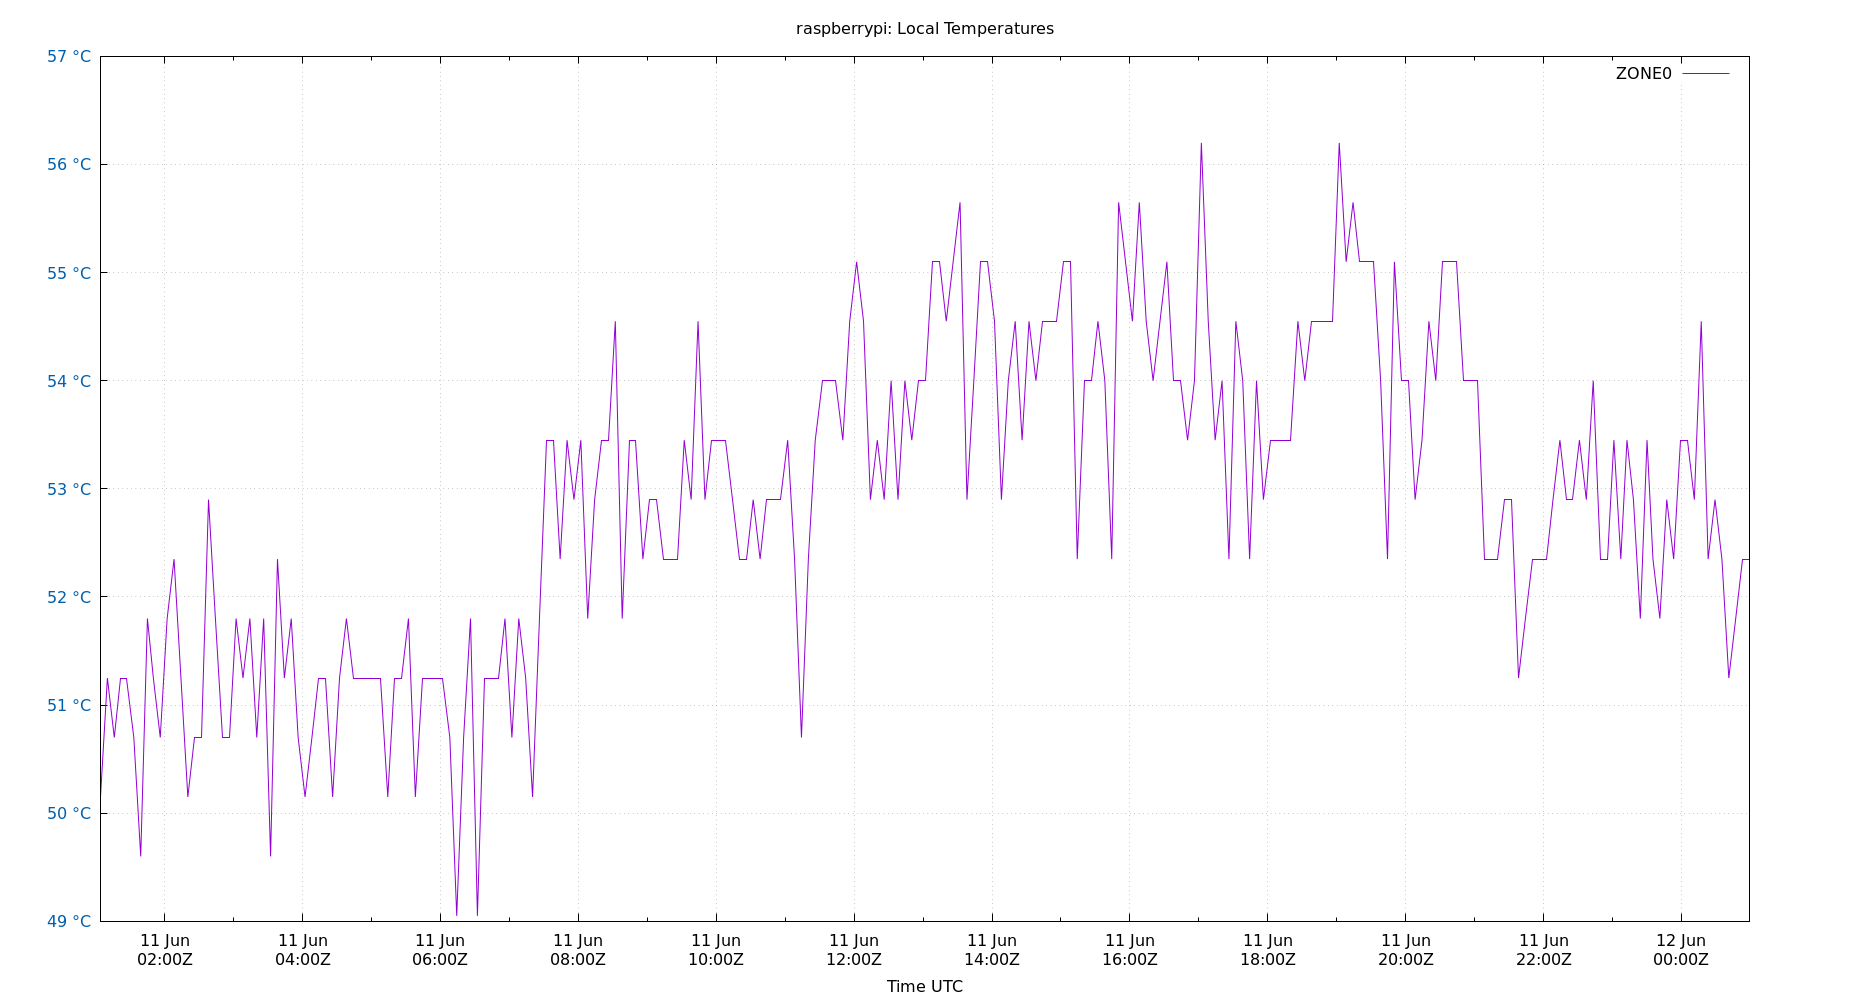 raspberrypi: Local Temperatures
57 °C
ZONE0
56 °C
55 °C
54 °C
53 °C
52 °C
51 °C
50 °C
49 °C
11 Jun 11 Jun 11 Jun 11 Jun 11 Jun 11 Jun 11 Jun 11 Jun 11 Jun 11 Jun 11 Jun 12 Jun
02:00Z 04:00Z 06:00Z 08:00Z 10:00Z 12:00Z 14:00Z 16:00Z 18:00Z 20:00Z 22:00Z 00:00Z
Time UTC